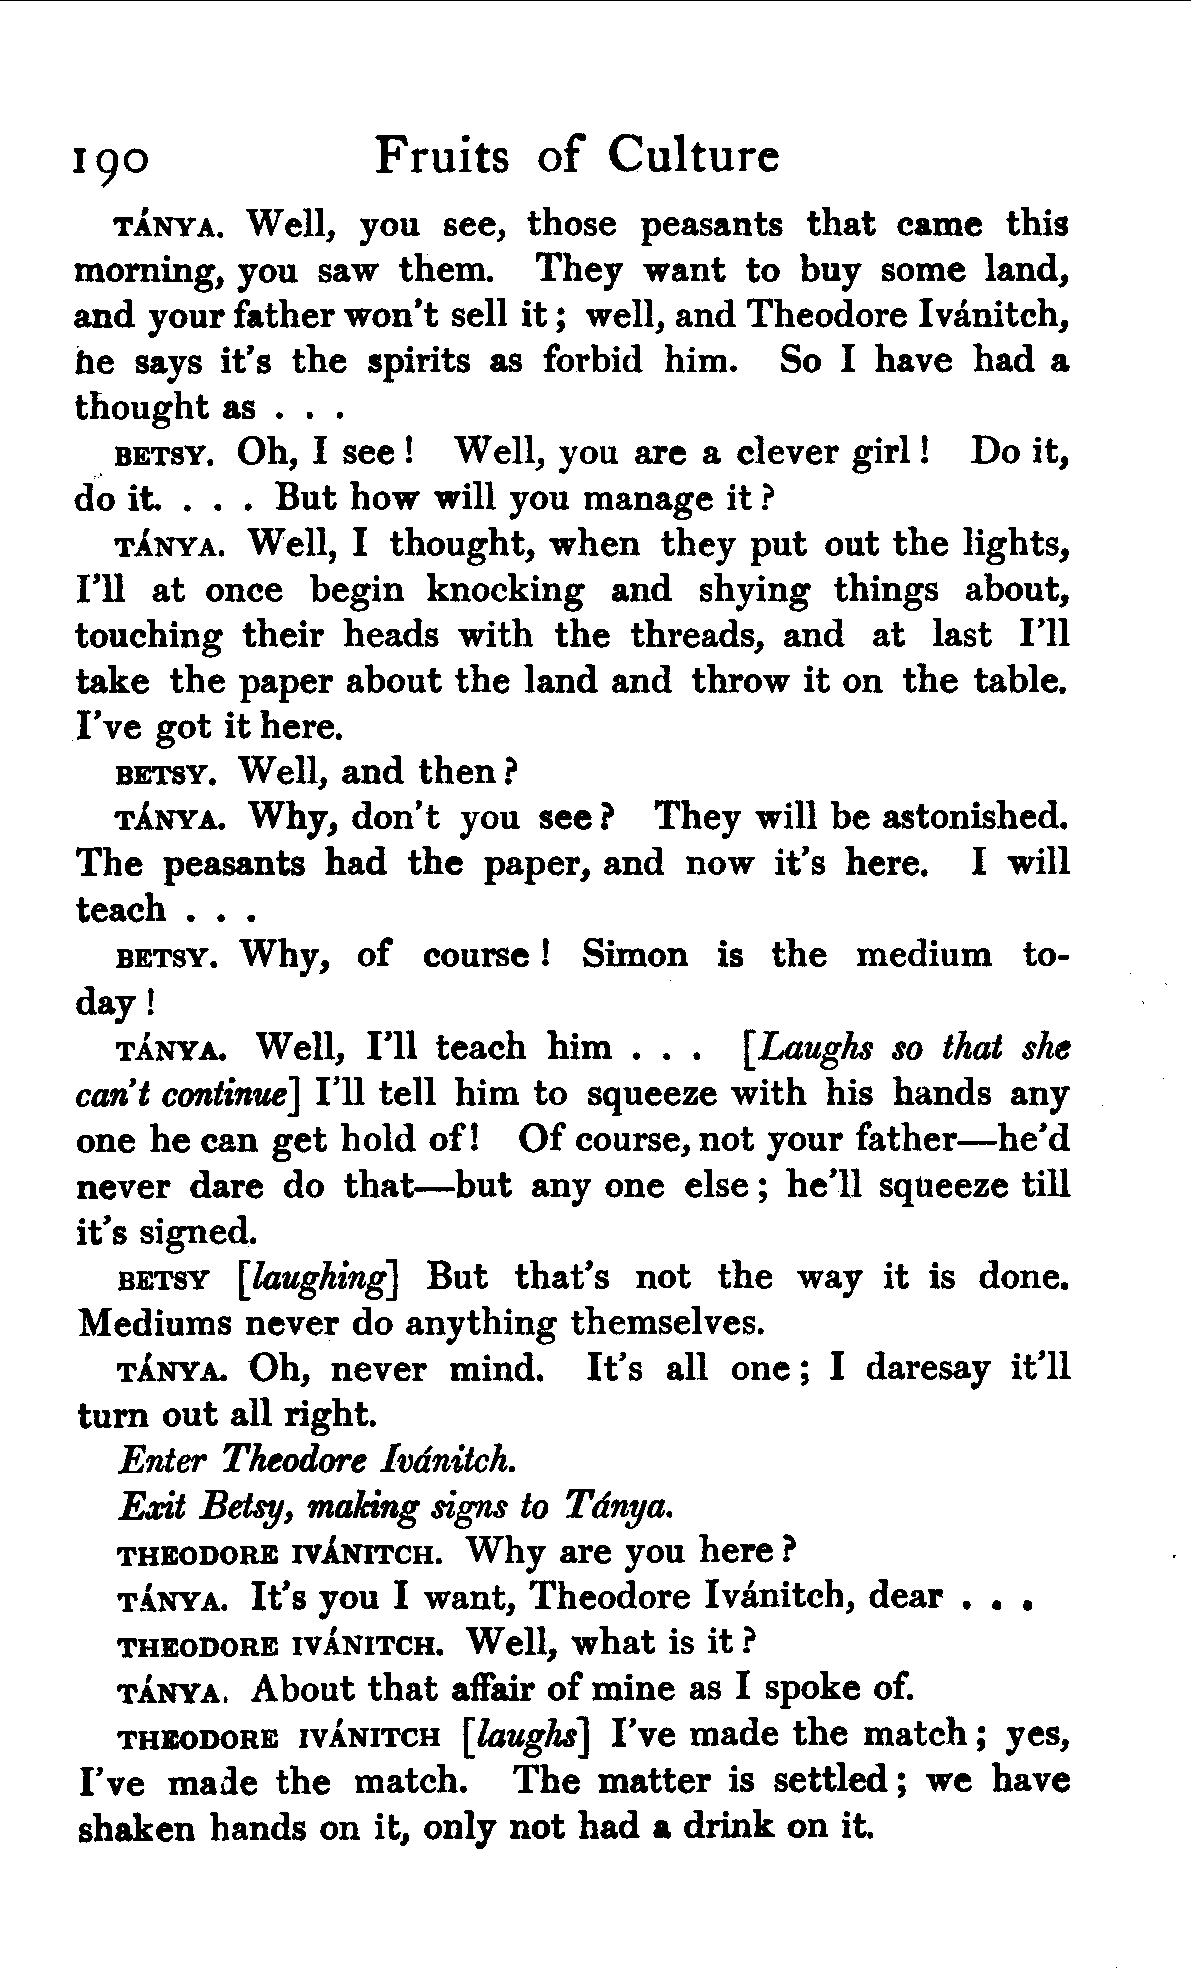 190 Fruits of Culture
TÁNYA. Well, you see, those peasants that came this
morning, you saw them. They want to buy some land,
and your father won't sell it; well, and Theodore Ivánitch,
he says it's the spirits as forbid him. So I have had a
thought as . . .
BETSY. Oh, I see! Well, you are a clever girl! Do it,
do it. . . . But how will you manage it?
TÁNYA. Well, I thought, when they put out the lights,
I'll at once begin knocking and shying things about,
touching their heads with the threads, and at last I'll
take the paper about the land and throw it on the table.
I've got it here.
BETSY. Well, and then?
TÁNYA. Why, don't you see? They will be astonished.
The peasants had the paper, and now it's here. I will
teach . . .
BETSY. Why, of course! Simon is the medium to-
day!
TÁNYA. Well, I'll teach him . . . [Laughs so that she
can't continue] I'll tell him to squeeze with his hands any
one he can get hold of! Of course, not your father—he'd
never dare do that—but any one else; he'll squeeze till
it's signed.
BETSY [laughing] But that's not the way it is done.
Mediums never do anything themselves.
TÁNYA. Oh, never mind. It's all one; I daresay it'll
turn out all right.
Enter Theodore Ivánitch.
Exit Betsy, making signs to Tánya.
THEODORE IVÁNITCH. Why are you here?
TÁNYA. It's you I want, Theodore Ivánitch, dear . . .
THEODORE IVÁNITCH. Well, what is it?
TÁNYA. About that affair of mine as I spoke of.
THEODORE IVÁNITCH [laughs] I've made the match; yes,
I've made the match. The matter is settled; we have
shaken hands on it, only not had a drink on it.